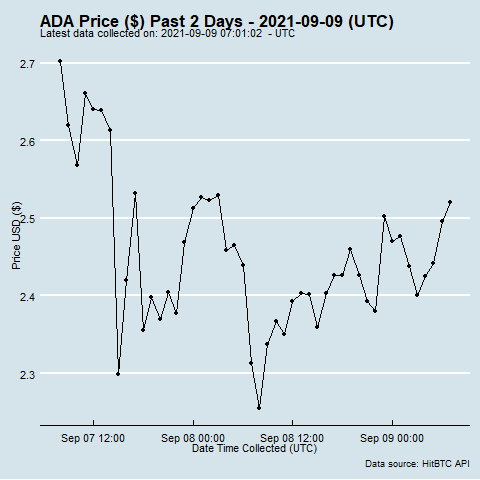 ADA Price ($) Past 2 Days - 2021-09-09 (UTC)
Latest data collected on: 2021-09-09 07:01:02 - UTC
2.7
2.6
2.5
2.4
2.3
Price USD ($)
Sep 07 12:00
Sep 08 00:00
Sep 08 12:00
Sep 09 00:00
Date Time Collected (UTC)
Data source: HitBTC API